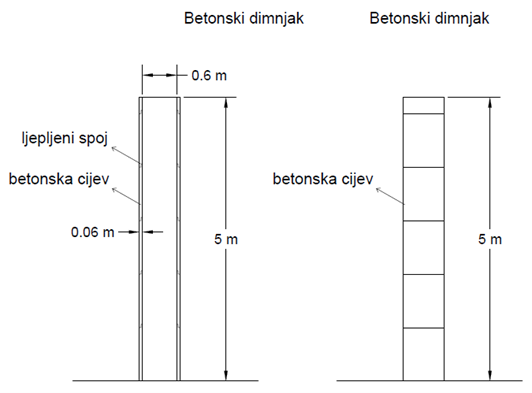 Betonski dimnjak
Betonski dimnjak
0.6 m
ljepljeni spoj
betonska cijev
betonska cijev
0.06 m
5 m
5 m